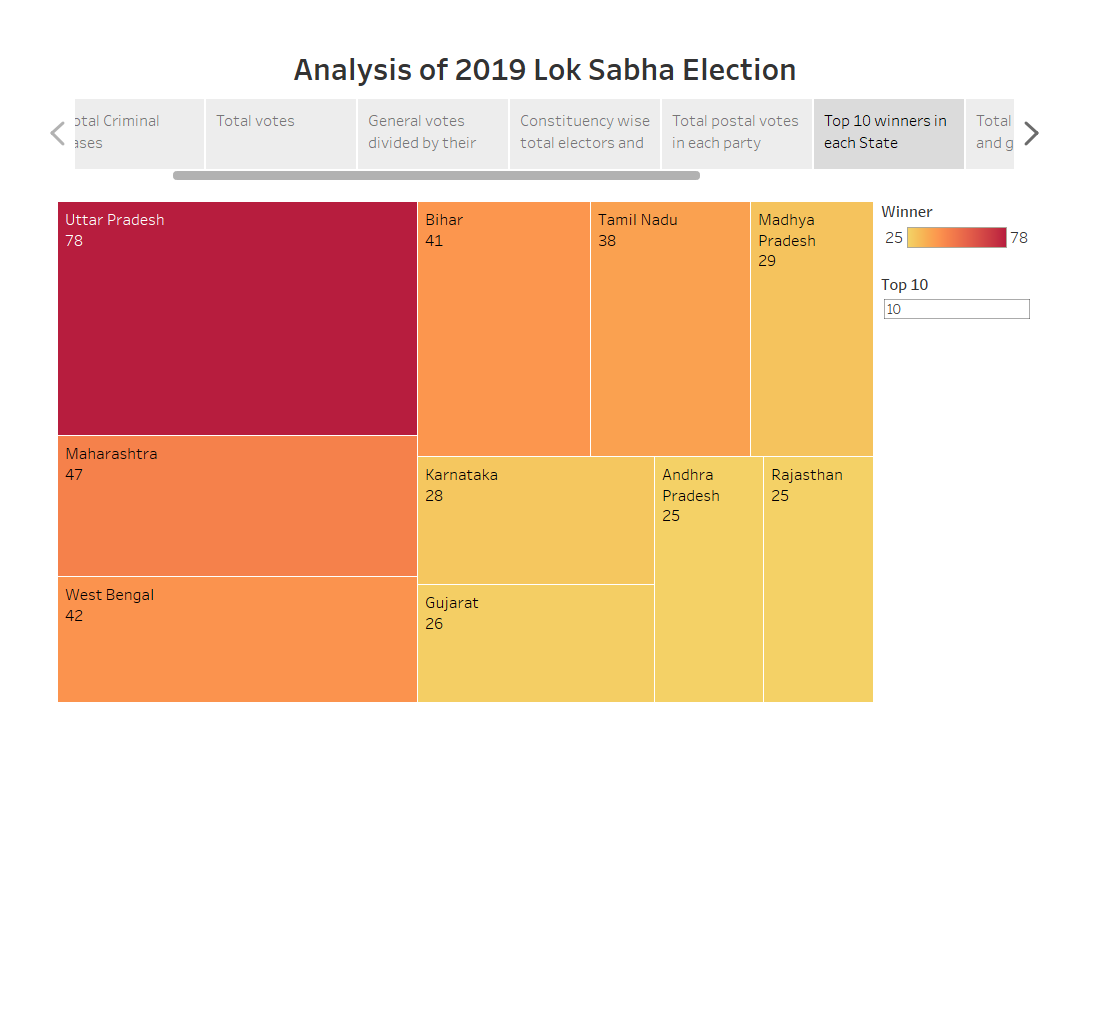 Analysis of 2019 Lok Sabha Election
Criminal
Total votes
divided by their
General votes
Constituency wise
total electors and
Total postal votes
in each party
Top 10 winners in
each State
Total
and
Uttar Pradesh
78
Bihar
41
Tamil Nadu
38
Madhya
Pradesh
29
Maharashtra
47
West Bengal
42
Karnataka
28
Gujarat
26
Andhra
Pradesh
25
Rajasthan
25
Winner
25
78
Top 10
10